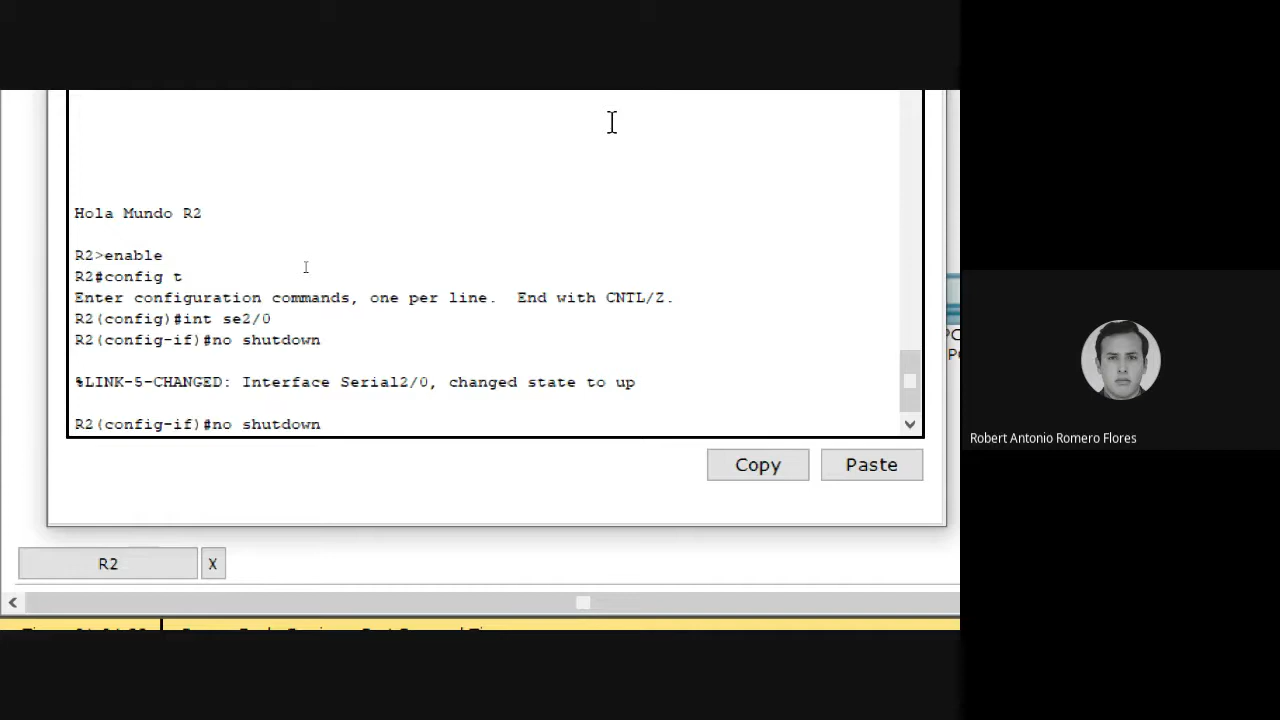 Hola Mundo R2
R2>enable
R2#config t
Enter configuration commands, one per line.  End with CNTL/Z.
R2(config)#int se2/0
R2(config-if)#no shutdown
%LINK-5-CHANGED: Interface Serial2/0, changed state to up
R2(config-if)#no shutdown
Copy
Paste
R2
X
Robert Antonio Romero Flores